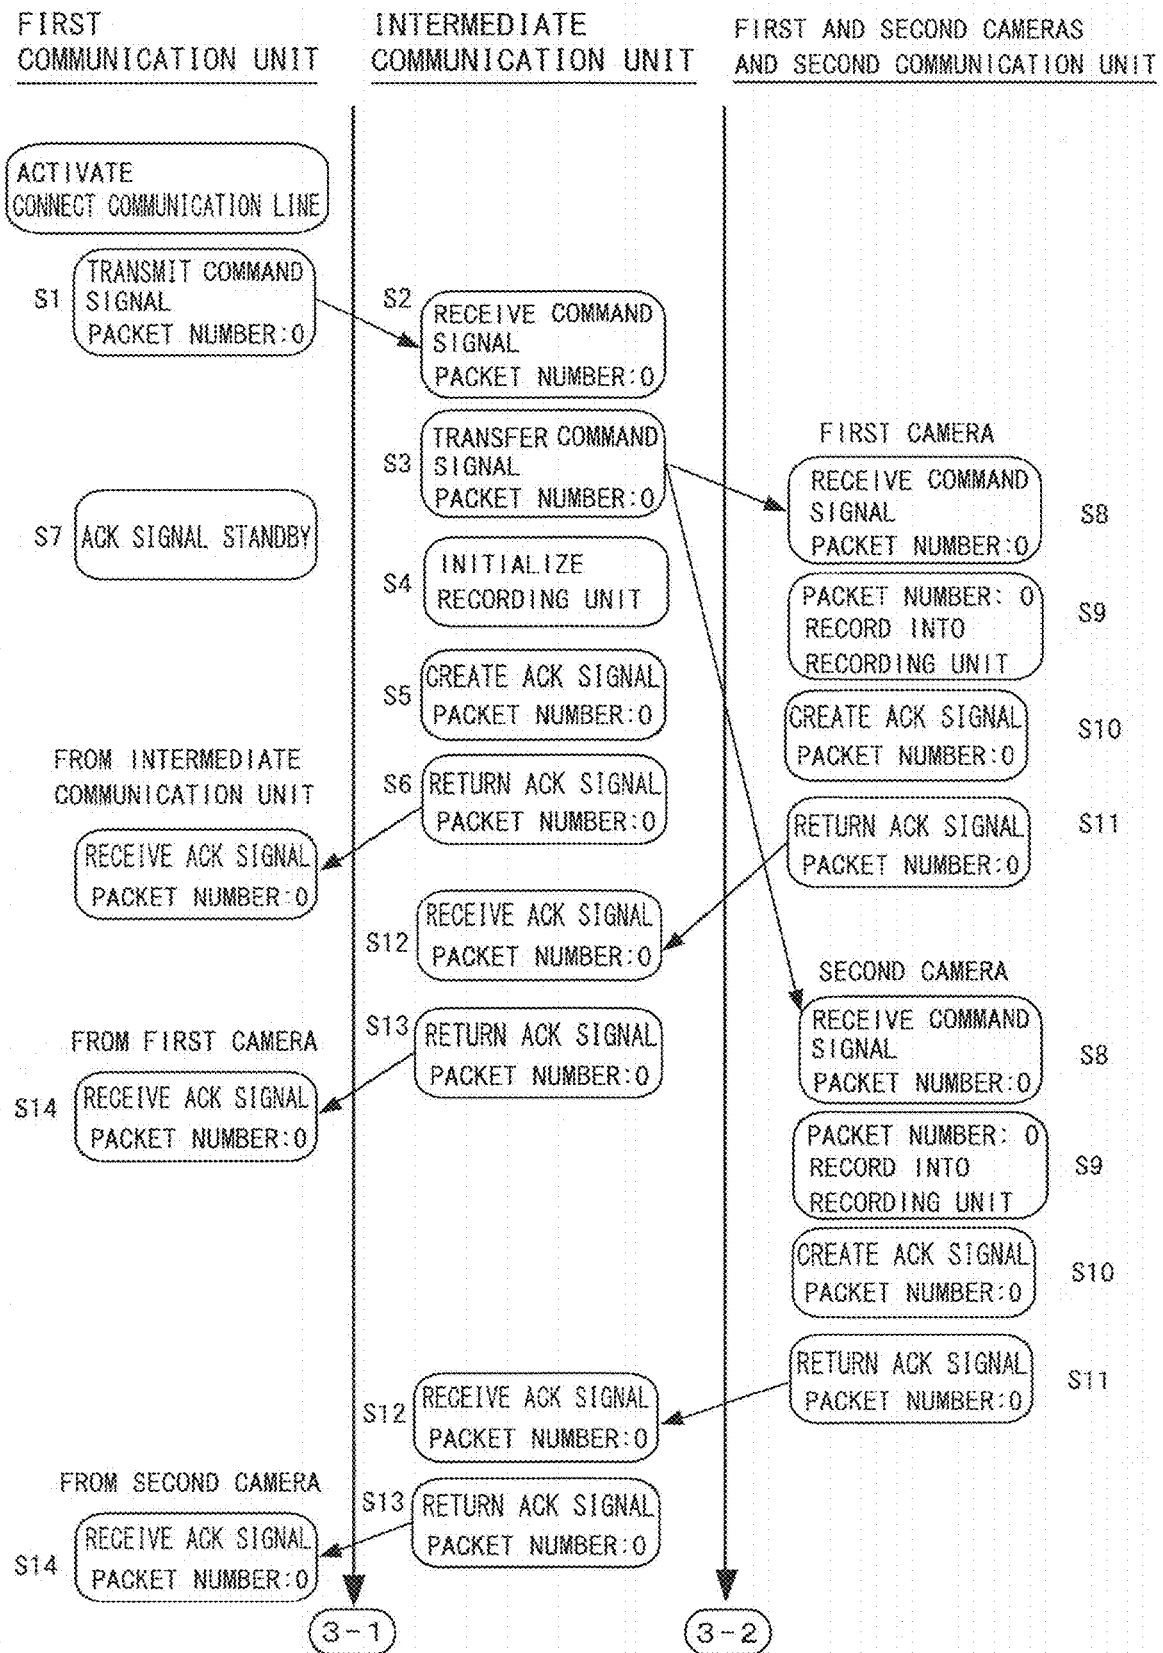 FIRST
COMMUNICATION UNIT
INTERMEDIATE
COMMUNICATION UNIT
FIRST AND SECOND CAMERAS
AND SECOND COMMUNICATION UNIT
ACTIVATE
CONNECT COMMUNICATION LINE
S1
TRANSMIT COMMAND
SIGNAL
PACKET NUMBER:0
S2
RECEIVE COMMAND
SIGNAL
PACKET NUMBER:0
S3
TRANSFER COMMAND
SIGNAL
PACKET NUMBER:0
FIRST CAMERA
RECEIVE COMMAND
SIGNAL
PACKET NUMBER:0
S8
S7
ACK SIGNAL STANDBY
S4
INITIALIZE
RECORDING UNIT
PACKET NUMBER: 0
RECORD INTO
RECORDING UNIT
S9
S5
CREATE ACK SIGNAL
PACKET NUMBER:0
CREATE ACK SIGNAL
PACKET NUMBER:0
S10
FROM INTERMEDIATE
COMMUNICATION UNIT
S6
RETURN ACK SIGNAL
PACKET NUMBER:0
RETURN ACK SIGNAL
PACKET NUMBER:0
S11
RECEIVE ACK SIGNAL
PACKET NUMBER:0
S12
RECEIVE ACK SIGNAL
PACKET NUMBER:0
SECOND CAMERA
RECEIVE COMMAND
SIGNAL
PACKET NUMBER:0
S8
S13
RETURN ACK SIGNAL
PACKET NUMBER:0
FROM FIRST CAMERA
S14
RECEIVE ACK SIGNAL
PACKET NUMBER:0
PACKET NUMBER: 0
RECORD INTO
RECORDING UNIT
S9
CREATE ACK SIGNAL
PACKET NUMBER:0
S10
RETURN ACK SIGNAL
PACKET NUMBER:0
S11
S12
RECEIVE ACK SIGNAL
PACKET NUMBER:0
FROM SECOND CAMERA
S13
RETURN ACK SIGNAL
PACKET NUMBER:0
S14
RECEIVE ACK SIGNAL
PACKET NUMBER:0
3-1
3-2